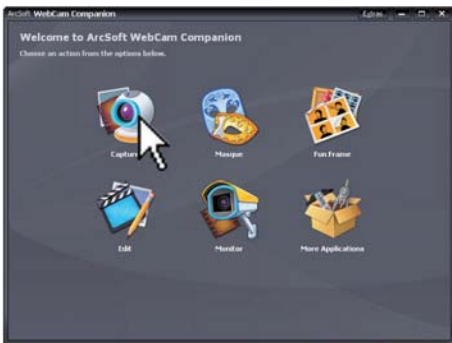 ArcSoft WebCam Companion
Extras
Welcome to ArcSoft WebCam Companion
Choose an action from the options below.
Capture
Masque
Fun Frame
Edit
Monitor
More Applications